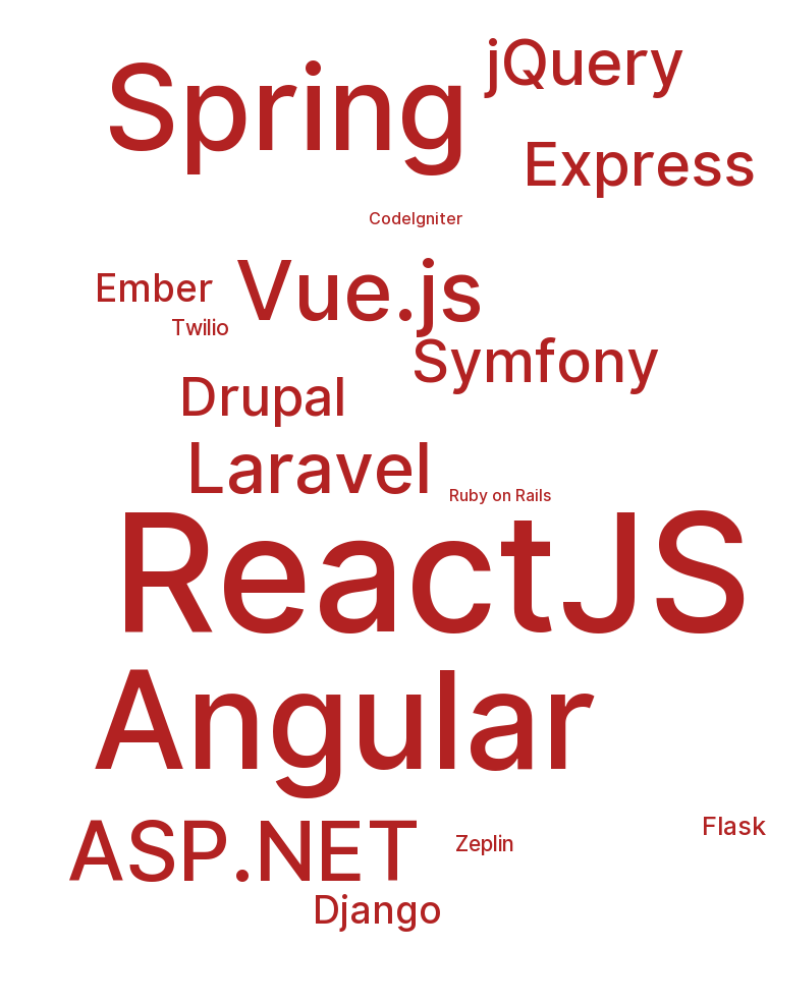 jQuery
Spring
Express
CodeIgniter
Ember
Vue.js
Twilio
Symfony
Drupal
Laravel
Ruby on Rails
ReactJS
Angular
Flask
ASP.NET
Zeplin
Django